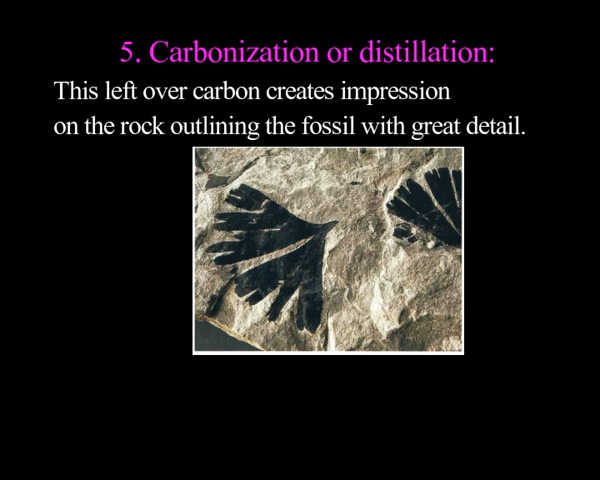 5. Carbonization or distillation:
This left over carbon creates impression
on the rock outlining the fossil with great detail.